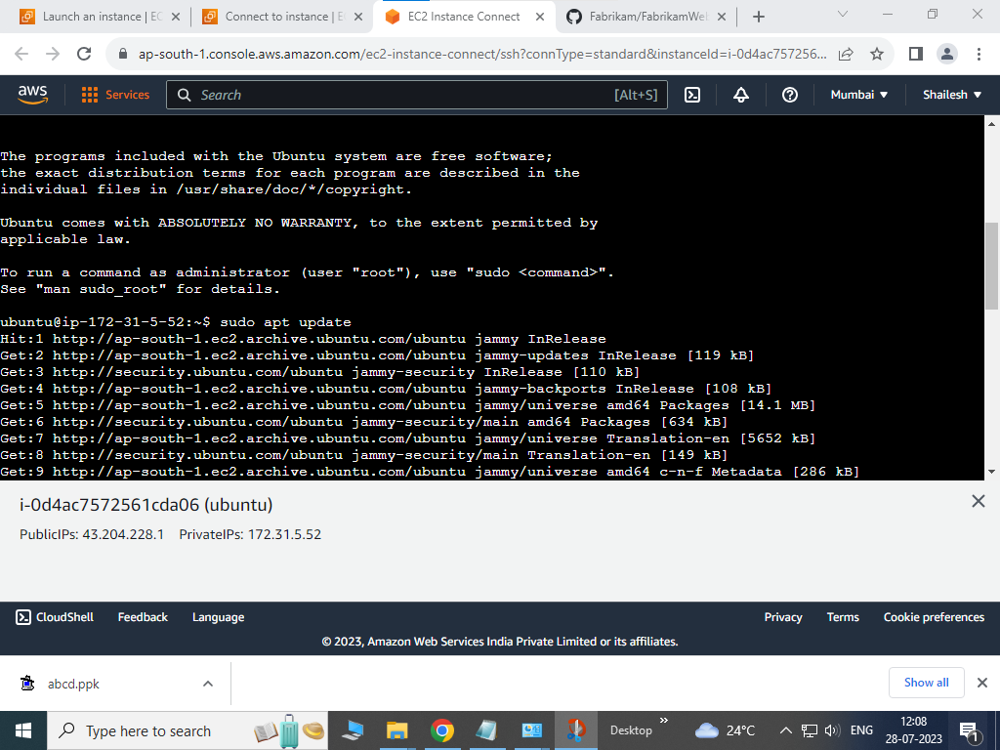 Launch an instance | EC
Connect to instance | E
EC2 Instance Connect
Fabrikam/FabrikamWeb
ap-south-1.console.aws.amazon.com/ec2-instance-connect/ssh?connType=standard&instanceId=i-0d4ac757256...
aws
Services
Search
[Alt+S]
Mumbai
Shailesh
The programs included with the Ubuntu system are free software;
the exact distribution terms for each program are described in the
individual files in /usr/share/doc/*/copyright.
Ubuntu comes with ABSOLUTELY NO WARRANTY, to the extent permitted by
applicable law.
To run a command as administrator (user "root"), use "sudo <command>".
See "man sudo_root" for details.
ubuntu@ip-172-31-5-52:~$ sudo apt update
Hit:1 http://ap-south-1.ec2.archive.ubuntu.com/ubuntu jammy InRelease
Get:2 http://ap-south-1.ec2.archive.ubuntu.com/ubuntu jammy-updates InRelease [119 kB]
Get:3 http://security.ubuntu.com/ubuntu jammy-security InRelease [110 kB]
Get:4 http://ap-south-1.ec2.archive.ubuntu.com/ubuntu jammy-backports InRelease [108 kB]
Get:5 http://ap-south-1.ec2.archive.ubuntu.com/ubuntu jammy/universe amd64 Packages [14.1 MB]
Get:6 http://security.ubuntu.com/ubuntu jammy-security/main amd64 Packages [634 kB]
Get:7 http://ap-south-1.ec2.archive.ubuntu.com/ubuntu jammy/universe Translation-en [5652 kB]
Get:8 http://security.ubuntu.com/ubuntu jammy-security/main Translation-en [149 kB]
Get:9 http://ap-south-1.ec2.archive.ubuntu.com/ubuntu jammy/universe amd64 c-n-f Metadata [286 kB]
i-0d4ac7572561cda06 (ubuntu)
PublicIPs: 43.204.228.1 PrivateIPs: 172.31.5.52
CloudShell
Feedback
Language
Privacy
Terms
Cookie preferences
© 2023, Amazon Web Services India Private Limited or its affiliates.
abcd.ppk
Show all
Type here to search
Desktop
24°C
ENG
12:08
28-07-2023
1